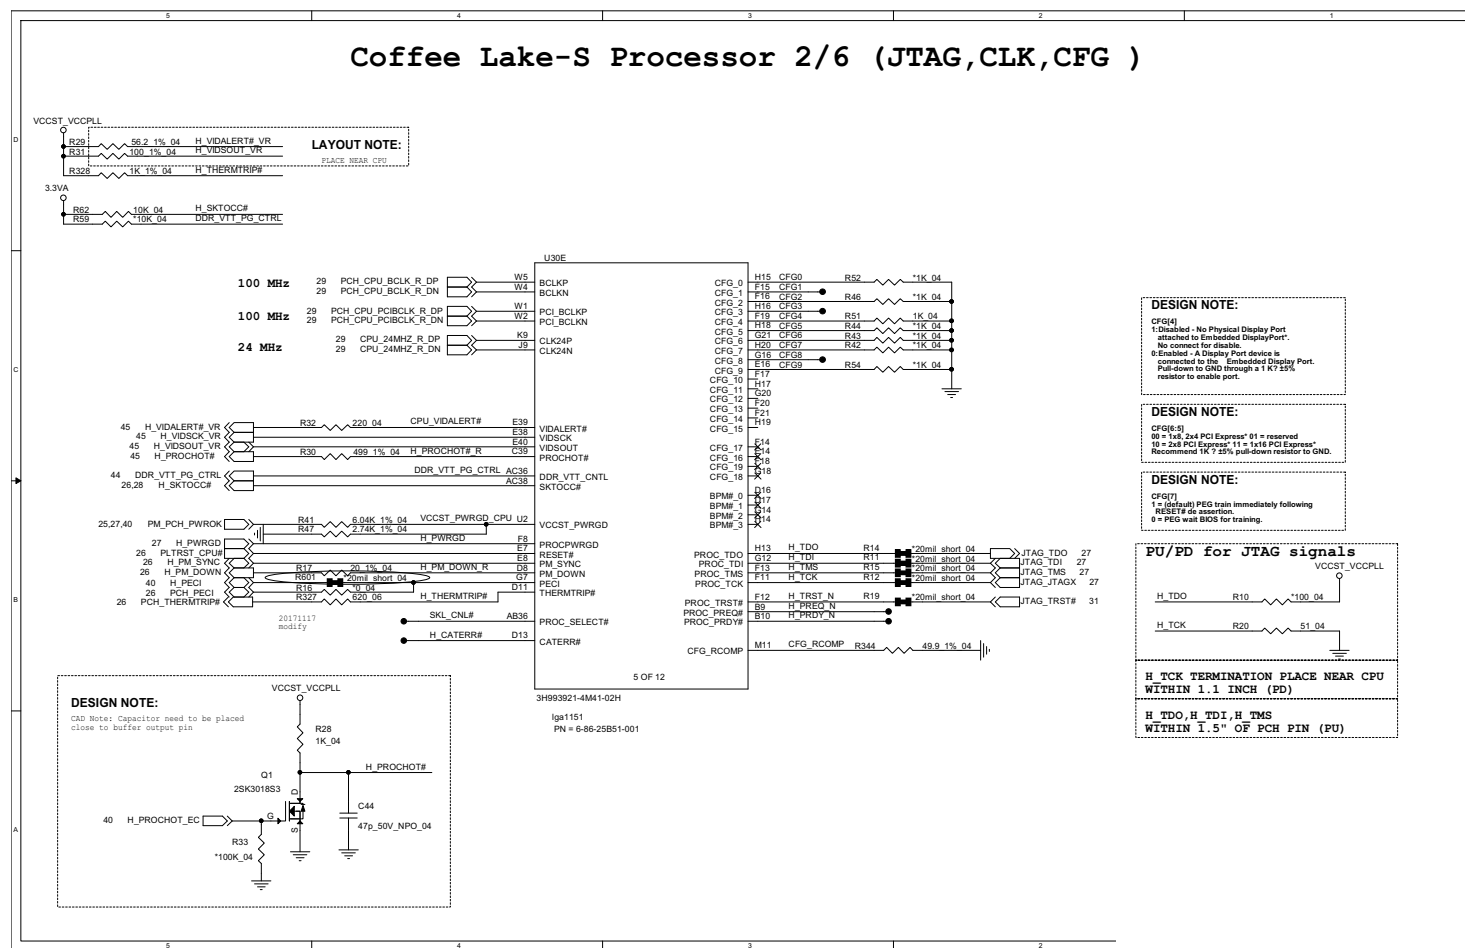 5 4 3 2 1
Coffee Lake-S Processor 2/6 (JTAG,CLK,CFG )
D
C
B
A
VCCST_VCCPLL
R29 56.2_1%_04 H_VIDALERT#_VR
R31 100_1%_04 H_VIDSOUT_VR
LAYOUT NOTE:
PLACE NEAR CPU
R328 1K_1%_04 H_THERMTRIP#
3.3VA
R62 10K_04 H_SKTOCC#
R59 *10K_04 DDR_VTT_PG_CTRL
U30E
100 MHz 29 PCH_CPU_BCLK_R_DP W5 BCLKP
29 PCH_CPU_BCLK_R_DN W4 BCLKN
100 MHz 29 PCH_CPU_PCIBCLK_R_DP W1 PCI_BCLKP
29 PCH_CPU_PCIBCLK_R_DN W2 PCI_BCLKN
24 MHz 29 CPU_24MHZ_R_DP K9 CLK24P
29 CPU_24MHZ_R_DN J9 CLK24N
45 H_VIDALERT#_VR R32 220_04 CPU_VIDALERT# E39 VIDALERT#
45 H_VIDSCK_VR E38 VIDSCK
45 H_VIDSOUT_VR E40 VIDSOUT
45 H_PROCHOT# R30 499_1%_04 H_PROCHOT#_R C39 PROCHOT#
44 DDR_VTT_PG_CTRL DDR_VTT_PG_CTRL AC36 DDR_VTT_CNTL
26,28 H_SKTOCC# AC38 SKTOCC#
25,27,40 PM_PCH_PWROK R41 6.04K_1%_04 VCCST_PWRGD_CPU U2 VCCST_PWRGD
R47 2.74K_1%_04
27 H_PWRGD H_PWRGD F8 PROCPWRGD
26 PLTRST_CPU# E7 RESET#
26 H_PM_SYNC E8 PM_SYNC
26 H_PM_DOWN R17 20_1%_04 H_PM_DOWN_R D8 PM_DOWN
40 H_PECI R601 20mil_short_04 G7 PECI
26 PCH_PECI R16 *0_04
26 PCH_THERMTRIP# R327 620_06 H_THERMTRIP# D11 THERMTRIP#
20171117
modify
SKL_CNL# AB36 PROC_SELECT#
H_CATERR# D13 CATERR#
CFG_0 H15 CFG0 R52 *1K_04
CFG_1 F15 CFG1
CFG_2 F16 CFG2 R46 *1K_04
CFG_3 H16 CFG3
CFG_4 F19 CFG4 R51 1K_04
CFG_5 H18 CFG5 R44 *1K_04
CFG_6 G21 CFG6 R43 *1K_04
CFG_7 H20 CFG7 R42 *1K_04
CFG_8 G16 CFG8
CFG_9 E16 CFG9 R54 *1K_04
CFG_10 F17
CFG_11 H17
CFG_12 G20
CFG_13 F20
CFG_14 F21
CFG_15 H19
CFG_17 F14
CFG_16 E14
CFG_19 F18
CFG_18 G18
BPM#_0 D16
BPM#_1 D17
BPM#_2 G14
BPM#_3 H14
PROC_TDO H13 H_TDO R14 *20mil_short_04 JTAG_TDO 27
PROC_TDI G12 H_TDI R11 *20mil_short_04 JTAG_TDI 27
PROC_TMS F13 H_TMS R15 *20mil_short_04 JTAG_TMS 27
PROC_TCK F11 H_TCK R12 *20mil_short_04 JTAG_JTAGX 27
PROC_TRST# F12 H_TRST_N R19 *20mil_short_04 JTAG_TRST# 31
PROC_PREQ# B9 H_PREQ_N
PROC_PRDY# B10 H_PRDY_N
CFG_RCOMP M11 CFG_RCOMP R344 49.9_1%_04
5 OF 12
3H993921-4M41-02H
lga1151
PN = 6-86-25B51-001
DESIGN NOTE:
CFG[4]
1:Disabled - No Physical Display Port
attached to Embedded DisplayPort*.
No connect for disable.
0:Enabled - A Display Port device is
connected to the Embedded Display Port.
Pull-down to GND through a 1 K? ±5%
resistor to enable port.
DESIGN NOTE:
CFG[6:5]
00 = 1x8, 2x4 PCI Express* 01 = reserved
10 = 2x8 PCI Express* 11 = 1x16 PCI Express*
Recommend 1K ? ±5% pull-down resistor to GND.
DESIGN NOTE:
CFG[7]
1 = (default) PEG train immediately following
RESET# de assertion.
0 = PEG wait BIOS for training.
PU/PD for JTAG signals
VCCST_VCCPLL
H_TDO R10 *100_04
H_TCK R20 51_04
H_TCK TERMINATION PLACE NEAR CPU
WITHIN 1.1 INCH (PD)
H_TDO,H_TDI,H_TMS
WITHIN 1.5" OF PCH PIN (PU)
DESIGN NOTE:
CAD Note: Capacitor need to be placed
close to buffer output pin
VCCST_VCCPLL
R28
1K_04
H_PROCHOT#
Q1
2SK3018S3
D
G
S
C44
47p_50V_NPO_04
40 H_PROCHOT_EC
R33
*100K_04
5 4 3 2